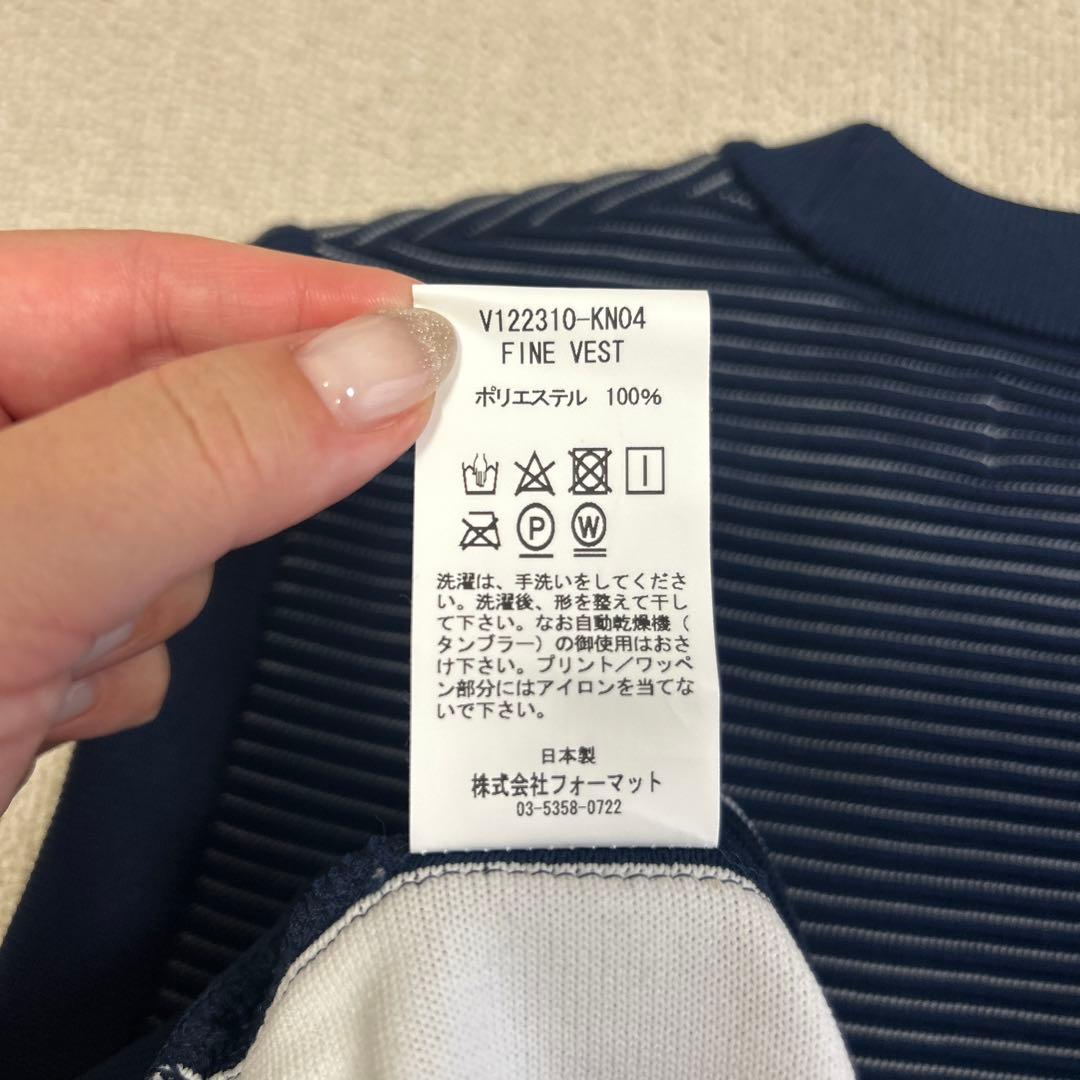 V122310-KN04
FINE VEST
ポリエステル 100%
P W
洗濯は、手洗いをしてくださ
い。洗濯後、形を整えて干し
て下さい。なお自動乾燥機（
タンブラー）の御使用はおさ
け下さい。プリント／ワッペ
ン部分にはアイロンを当てな
いで下さい。
日本製
株式会社フォーマット
03-5358-0722